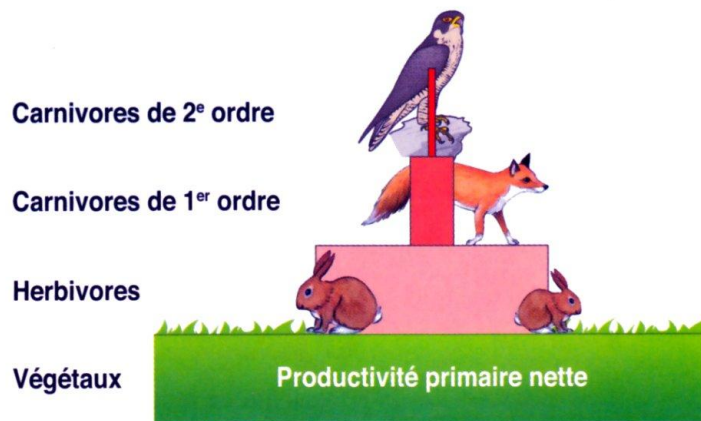 Carnivores de 2e ordre
Carnivores de 1er ordre
Herbivores
Végétaux
Productivité primaire nette